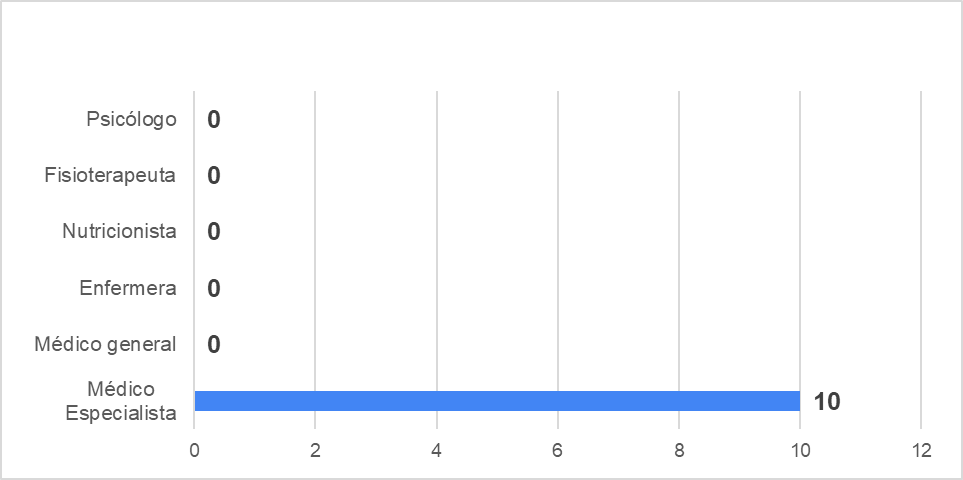 Psicólogo 0
Fisioterapeuta 0
Nutricionista 0
Enfermera 0
Médico general 0
Médico
Especialista 10
0 2 4 6 8 10 12